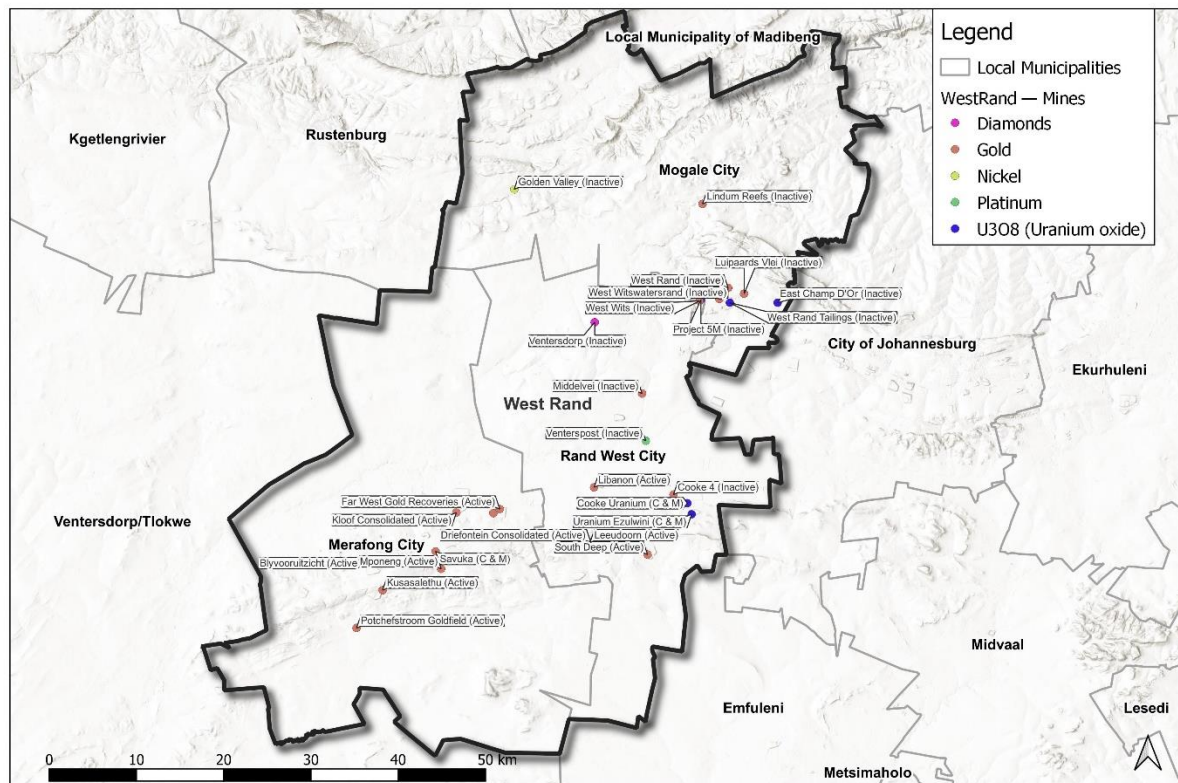 Local Municipality of Madibeng
Legend
Local Municipalities
WestRand — Mines
Diamonds
Gold
Nickel
Platinum
U3O8 (Uranium oxide)
Kgetlengrivier
Rustenburg
Mogale City
Golden Valley (Inactive)
Lindum Reefs (Inactive)
Luipaards Vlei (Inactive)
West Rand (Inactive)
West Witswatersrand (Inactive)
East Champ D'Or (Inactive)
West Wits (Inactive)
West Rand Tailings (Inactive)
Project 5M (Inactive)
Ventersdorp (Inactive)
City of Johannesburg
Ekurhuleni
Middelvei (Inactive)
West Rand
Venterspost (Inactive)
Rand West City
Libanon (Active)
Cooke 4 (Inactive)
Far West Gold Recoveries (Active)
Cooke Uranium (C & M)
Kloof Consolidated (Active)
Uranium Ezulwini (C & M)
Ventersdorp/Tlokwe
Driefontein Consolidated (Active)
Leeudoorn (Active)
Merafong City
South Deep (Active)
Blyvooruitzicht (Active
Mponeng (Active)
Savuka (C & M)
Kusasalethu (Active)
Potchefstroom Goldfield (Active)
Midvaal
Emfuleni
Lesedi
0 10 20 30 40 50 km
Metsimaholo